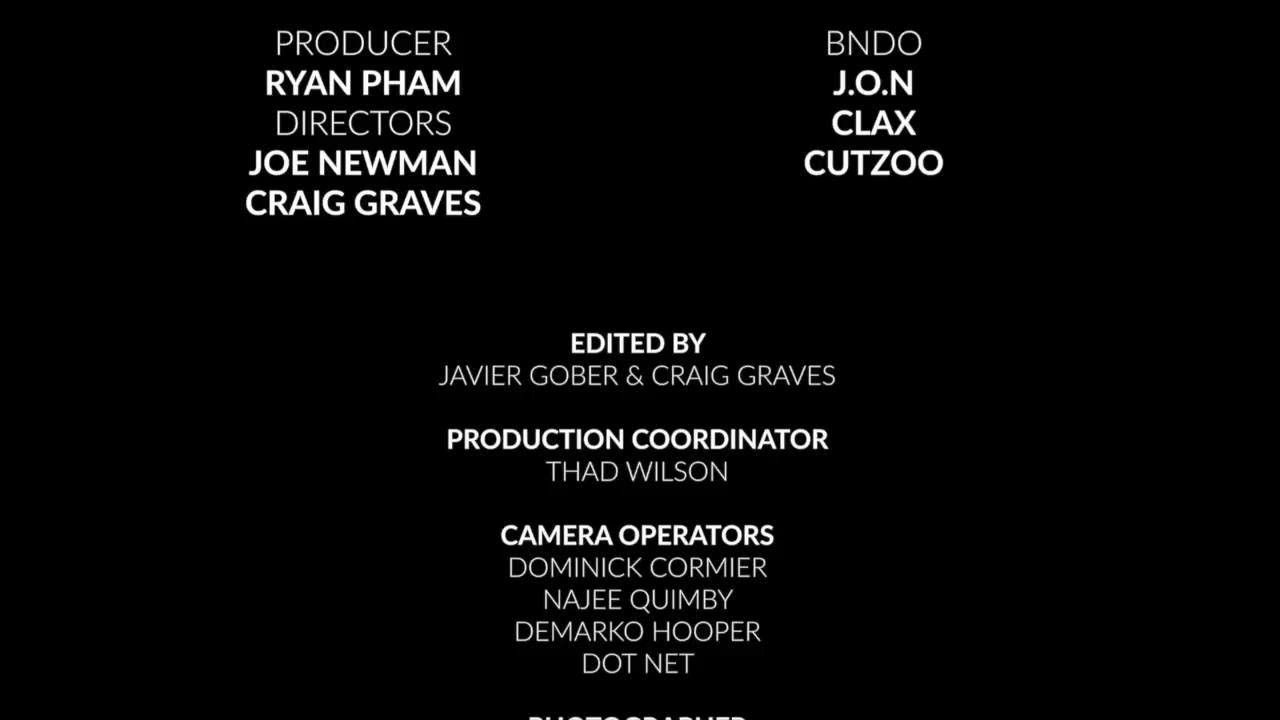 PRODUCER
RYAN PHAM
DIRECTORS
JOE NEWMAN
CRAIG GRAVES
BNDO
J.O.N
CLAX
CUTZOO
EDITED BY
JAVIER GOBER & CRAIG GRAVES
PRODUCTION COORDINATOR
THAD WILSON
CAMERA OPERATORS
DOMINICK CORMIER
NAJEE QUIMBY
DEMARKO HOOPER
DOT NET
PHOTOGRAPHER